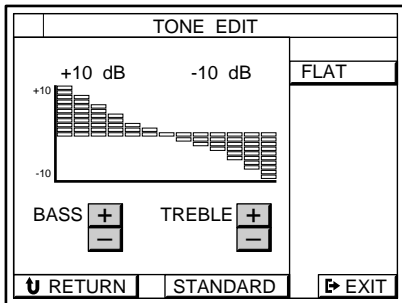 TONE EDIT
+10 dB -10 dB FLAT
+10
-10
BASS + TREBLE +
− −
RETURN STANDARD EXIT